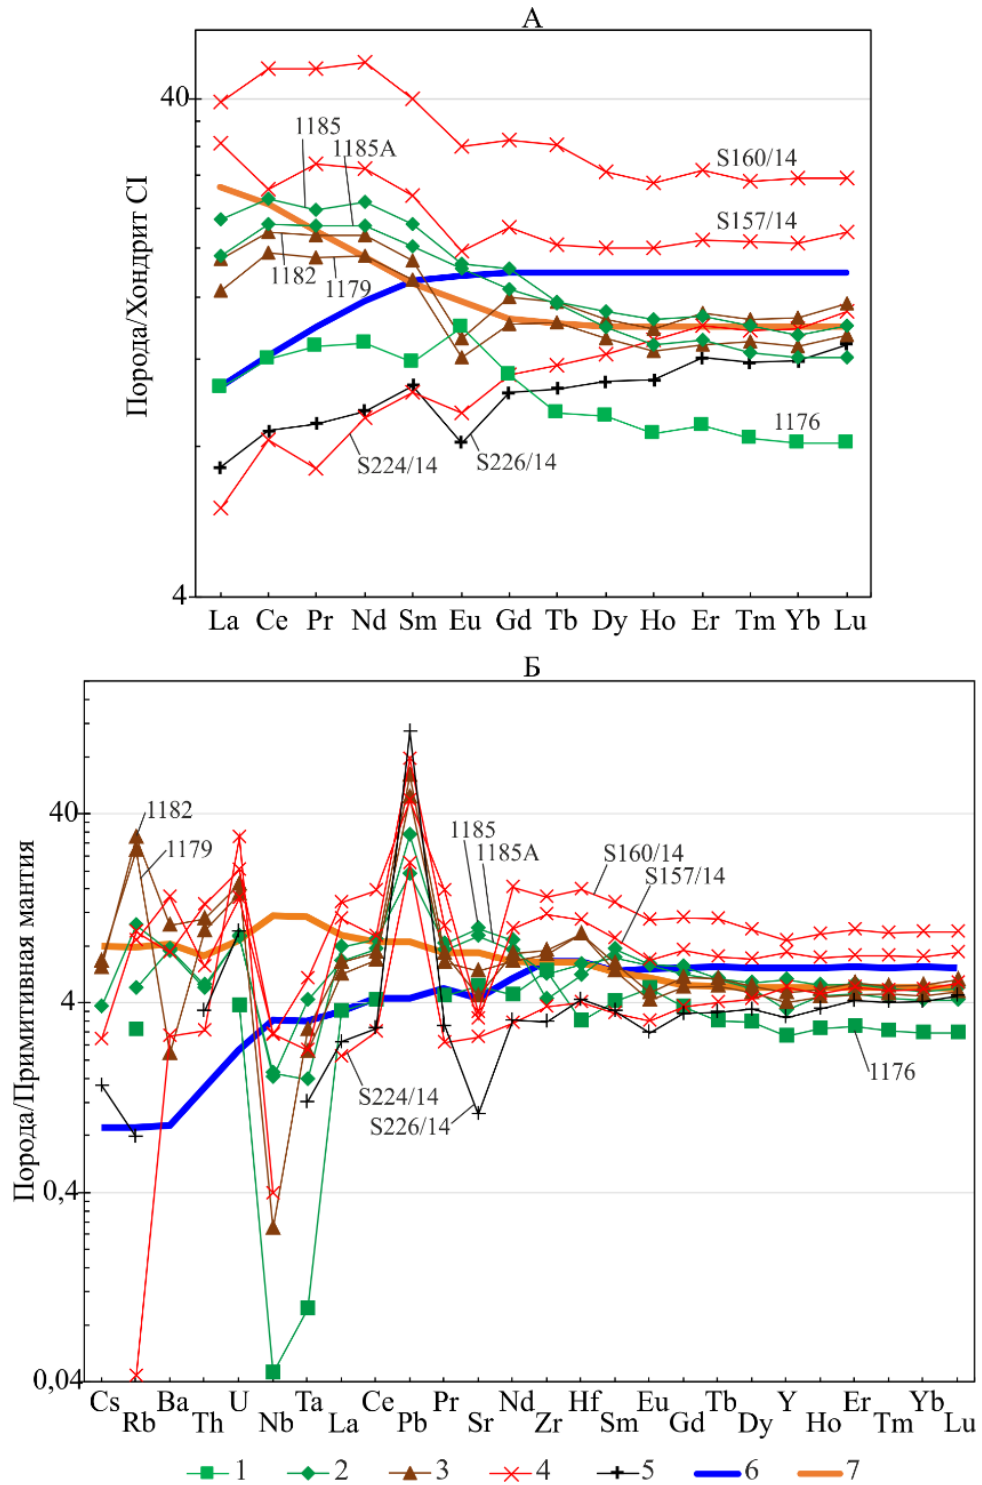 А
Порода/Хондрит CI
40
4
1185
1185А
S160/14
S157/14
1182
1179
1176
S224/14
S226/14
La Ce Pr Nd Sm Eu Gd Tb Dy Ho Er Tm Yb Lu
Б
Порода/Примитивная мантия
40
4
0,4
0,04
1182
1179
1185
1185А
S160/14
S157/14
S224/14
S226/14
1176
Cs Ba U Ta Ce Pr Nd Hf Eu Tb Y Er Yb
Rb Th Nb La Pb Sr Zr Sm Gd Dy Ho Tm Lu
1 2 3 4 5 6 7